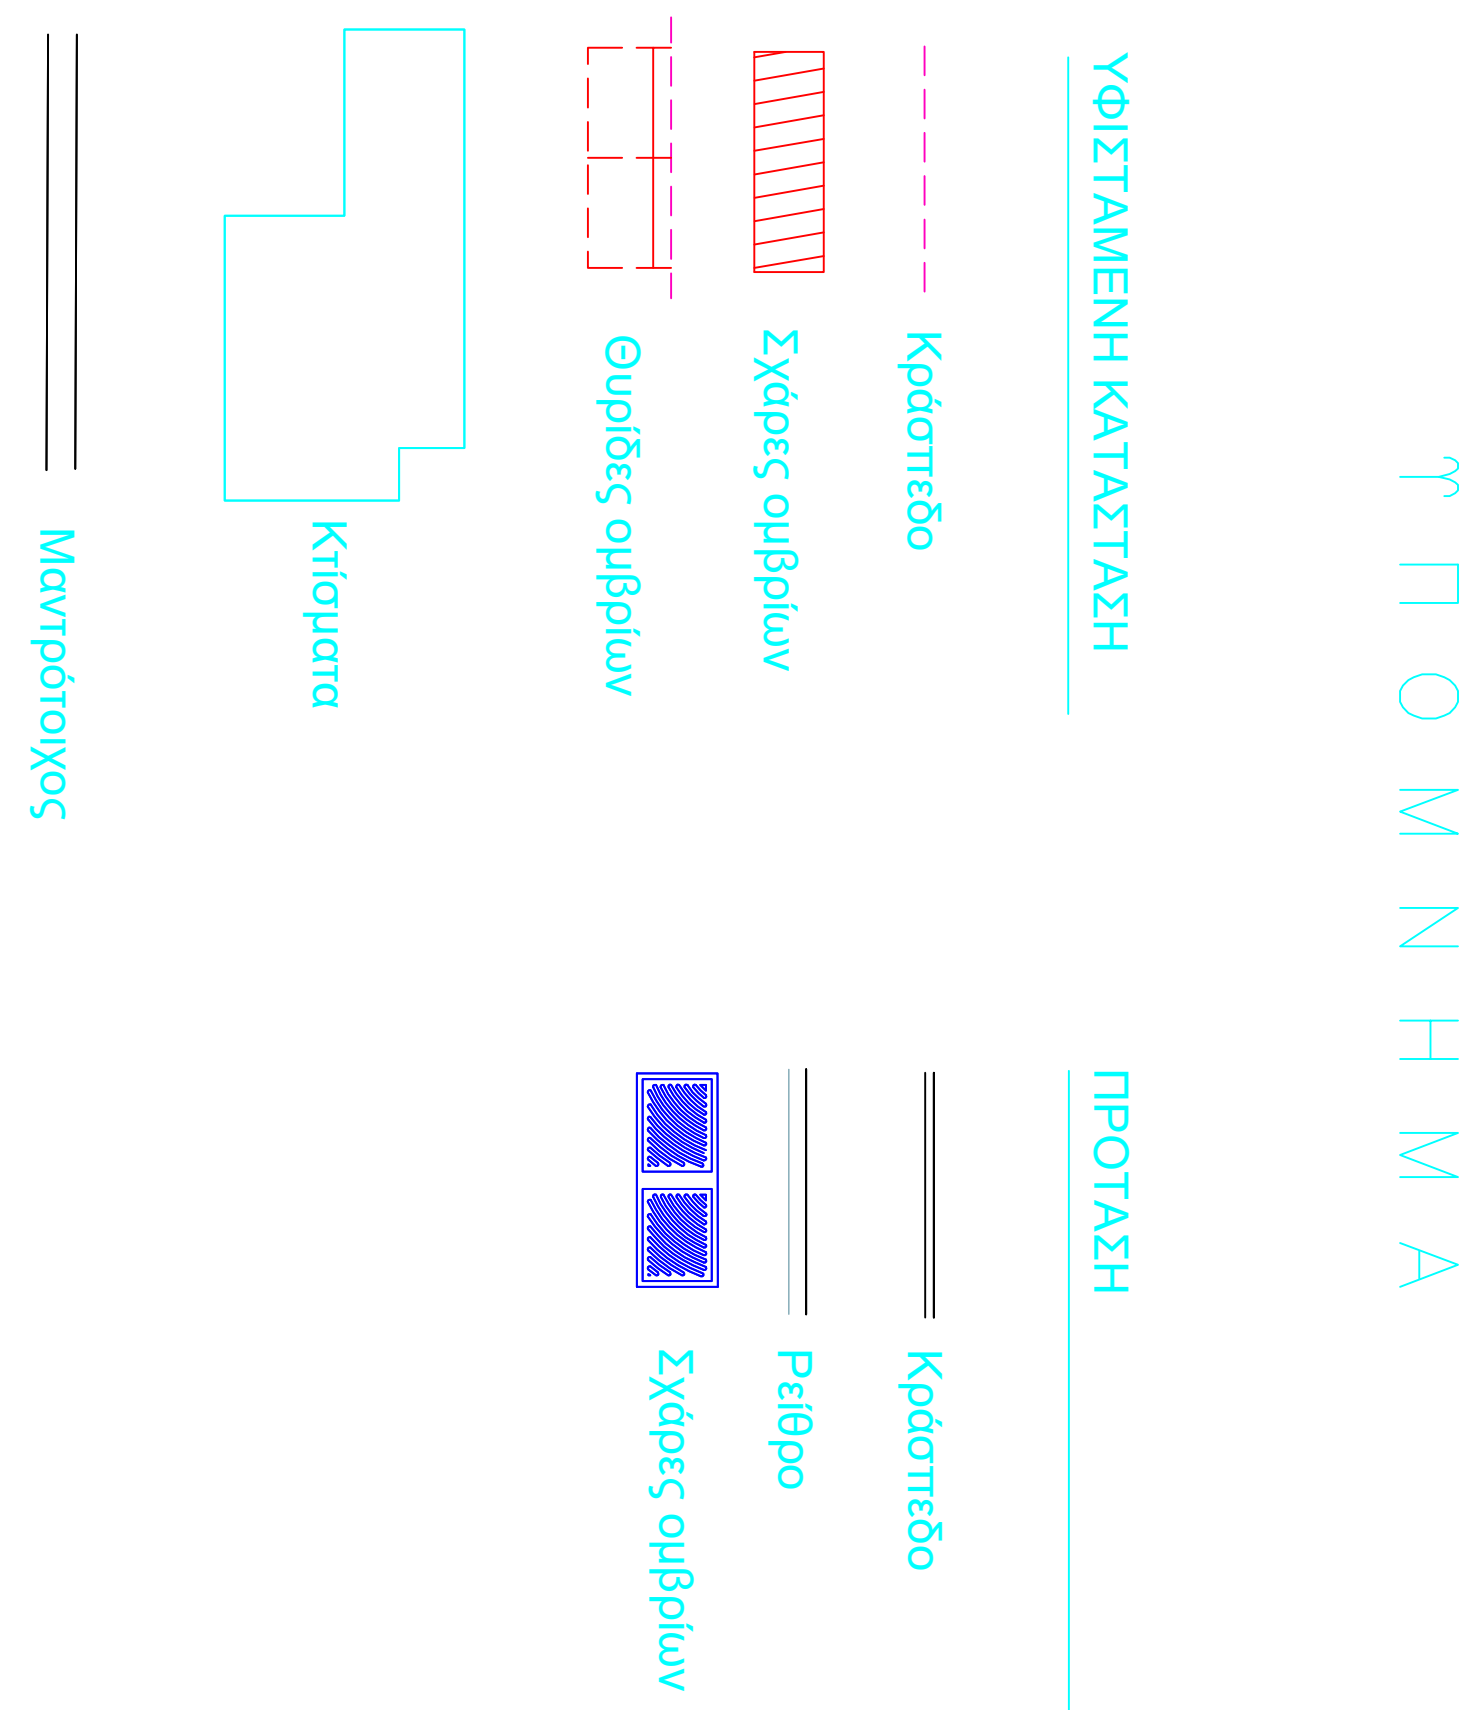 ΥΠΟΜΝΗΜΑ
ΥΦΙΣΤΑΜΕΝΗ ΚΑΤΑΣΤΑΣΗ
Κράσπεδο
Σχάρες ομβρίων
Θυρίδες ομβρίων
Κτίσματα
Μαντρότοιχος
ΠΡΟΤΑΣΗ
Κράσπεδο
Ρείθρο
Σχάρες ομβρίων